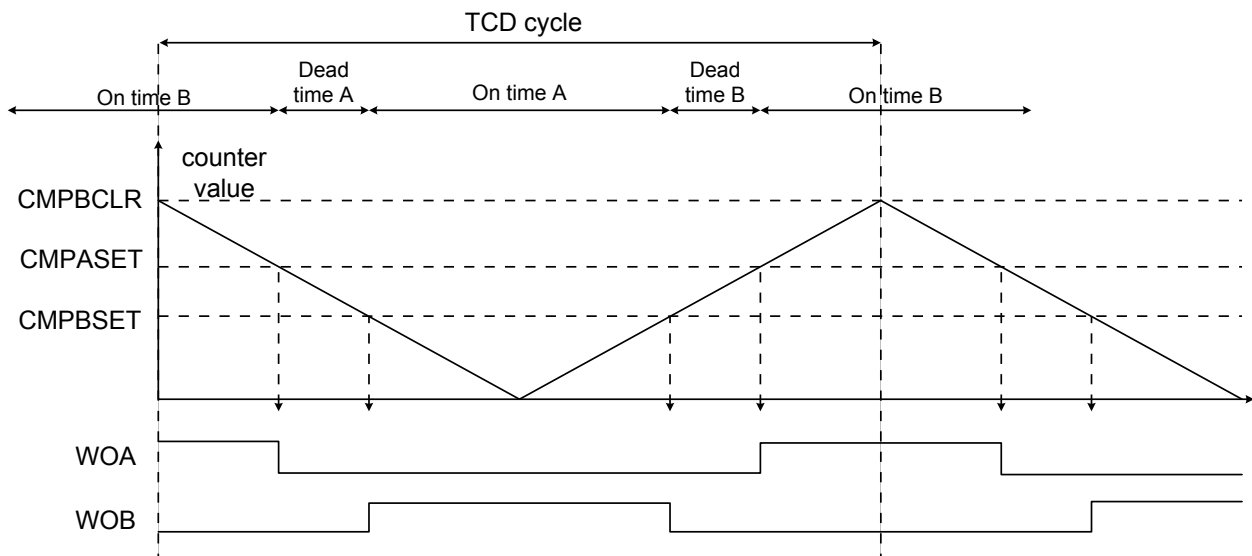 TCD cycle
On time B
Dead
time A
On time A
Dead
time B
On time B
counter
value
CMPBCLR
CMPASET
CMPBSET
WOA
WOB